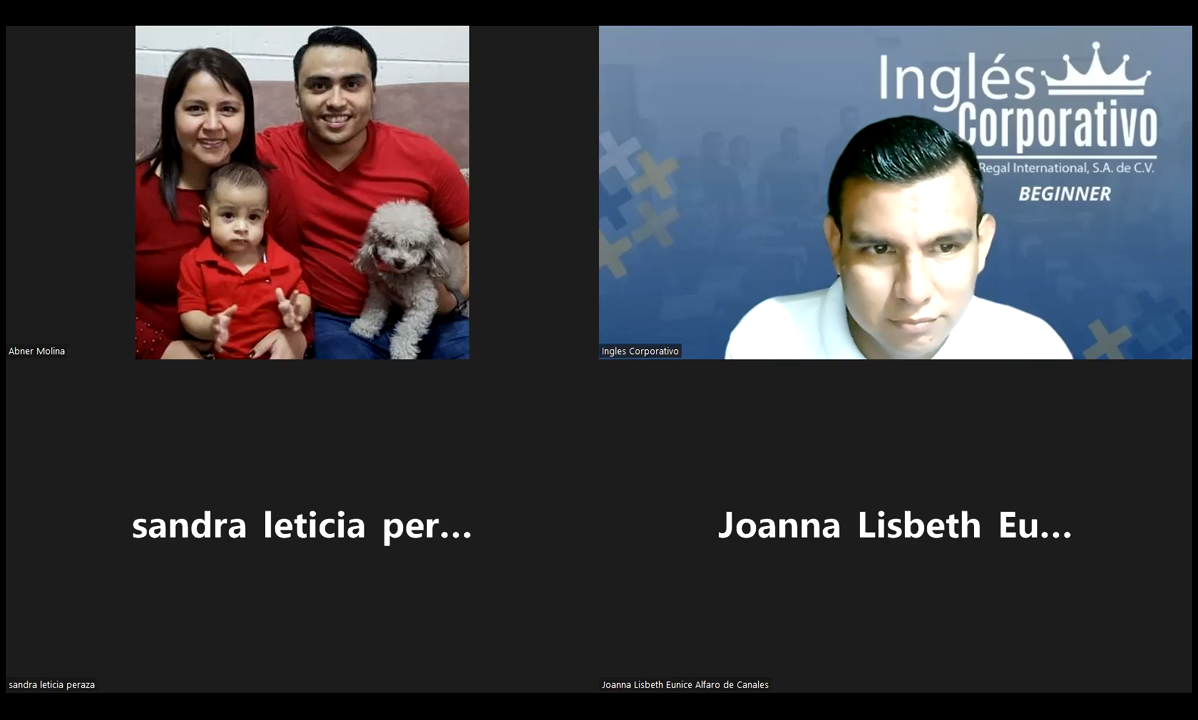 Inglés
Corporativo
Regal International, S.A. de C.V.
BEGINNER
Abner Molina
Ingles Corporativo
sandra leticia per...
Joanna Lisbeth Eu...
sandra leticia peraza
Joanna Lisbeth Eunice Alfaro de Canales